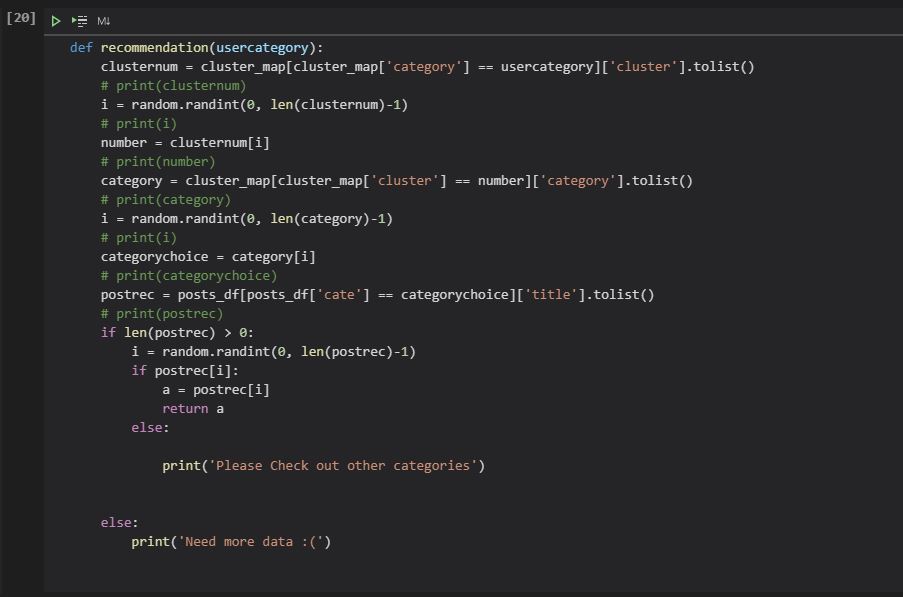 [20]
M↓
def recommendation(usercategory):
    clusternum = cluster_map[cluster_map['category'] == usercategory]['cluster'].tolist()
    # print(clusternum)
    i = random.randint(0, len(clusternum)-1)
    # print(i)
    number = clusternum[i]
    # print(number)
    category = cluster_map[cluster_map['cluster'] == number]['category'].tolist()
    # print(category)
    i = random.randint(0, len(category)-1)
    # print(i)
    categorychoice = category[i]
    # print(categorychoice)
    postrec = posts_df[posts_df['cate'] == categorychoice]['title'].tolist()
    # print(postrec)
    if len(postrec) > 0:
        i = random.randint(0, len(postrec)-1)
        if postrec[i]:
            a = postrec[i]
            return a
        else:
            print('Please Check out other categories')
    else:
        print('Need more data :(')